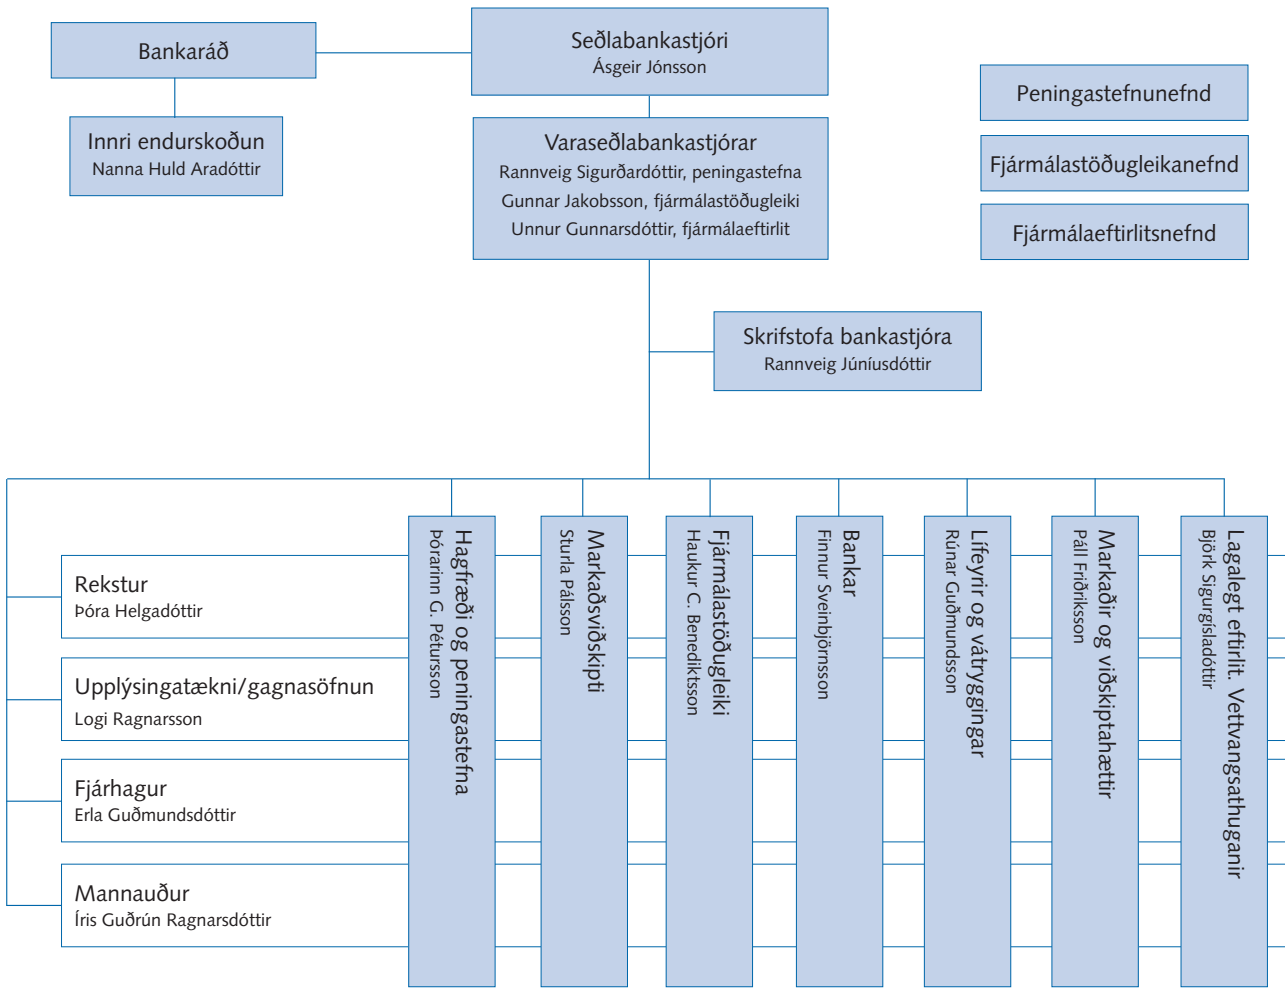 Bankaráð
Seðlabankastjóri
Ásgeir Jónsson
Innri endurskoðun
Nanna Huld Aradóttir
Varaseðlabankastjórar
Rannveig Sigurðardóttir, peningastefna
Gunnar Jakobsson, fjármálastöðugleiki
Unnur Gunnarsdóttir, fjármálaeftirlit
Peningastefnunefnd
Fjármálastöðugleikanefnd
Fjármálaeftirlitsnefnd
Skrifstofa bankastjóra
Rannveig Júníusdóttir
Rekstur
Þóra Helgadóttir
Upplýsingatækni/gagnasöfnun
Logi Ragnarsson
Fjárhagur
Erla Guðmundsdóttir
Mannauður
Íris Guðrún Ragnarsdóttir
Hagfræði og peningastefna
Þórarinn G. Pétursson
Markaðsviðskipti
Sturla Pálsson
Fjármálastöðugleiki
Haukur C. Benediktsson
Bankar
Finnur Sveinbjörnsson
Lífeyrir og vátryggingar
Rúnar Guðmundsson
Markaðir og viðskiptahættir
Páll Friðriksson
Lagalegt eftirlit. Vettvangsathuganir
Björk Sigurgísladóttir